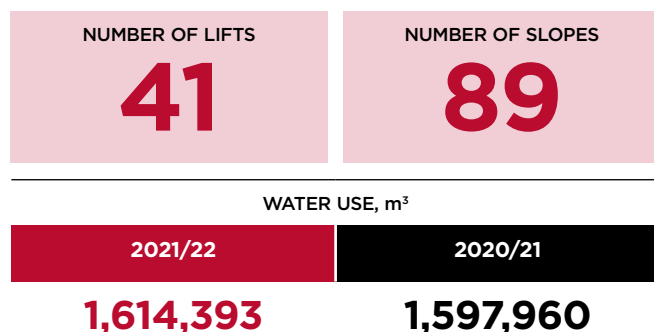 NUMBER OF LIFTS
41
NUMBER OF SLOPES
89
WATER USE, m³
2021/22 2020/21
1,614,393 1,597,960